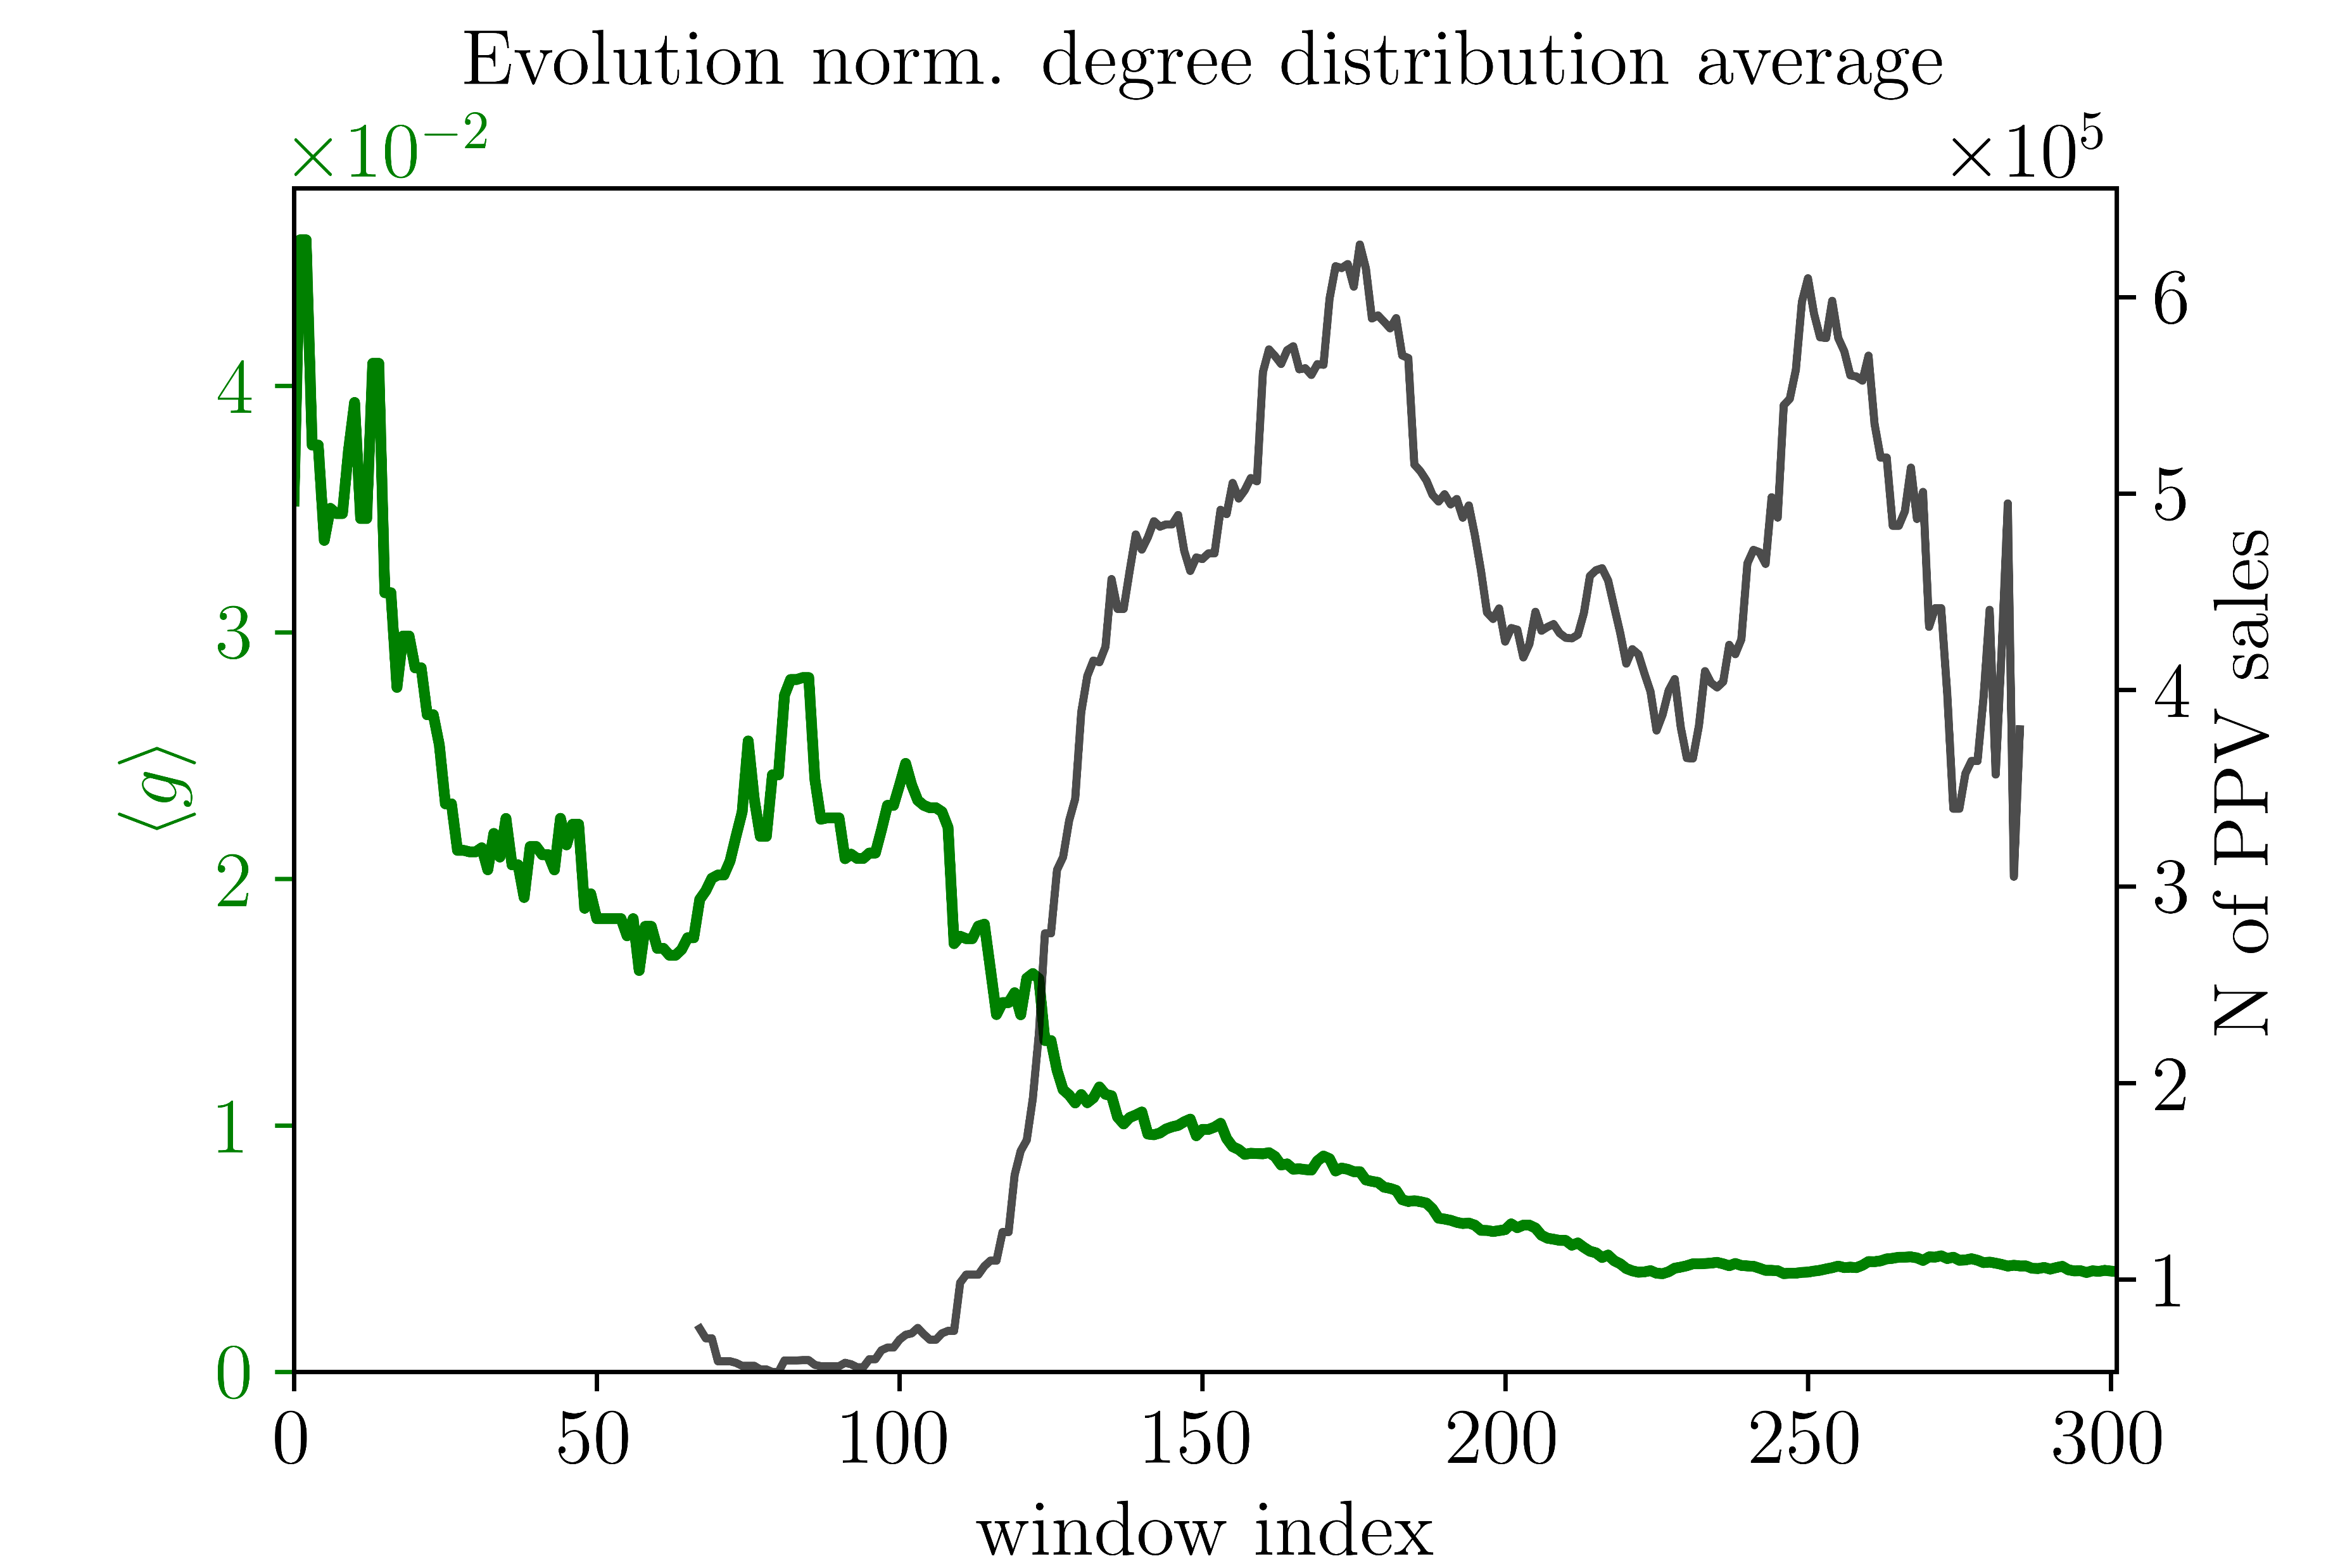 Evolution norm. degree distribution average
×10⁻²
×10⁵
4
3
2
1
0
⟨g⟩
6
5
4
3
2
1
N of PPV sales
0 50 100 150 200 250 300
window index